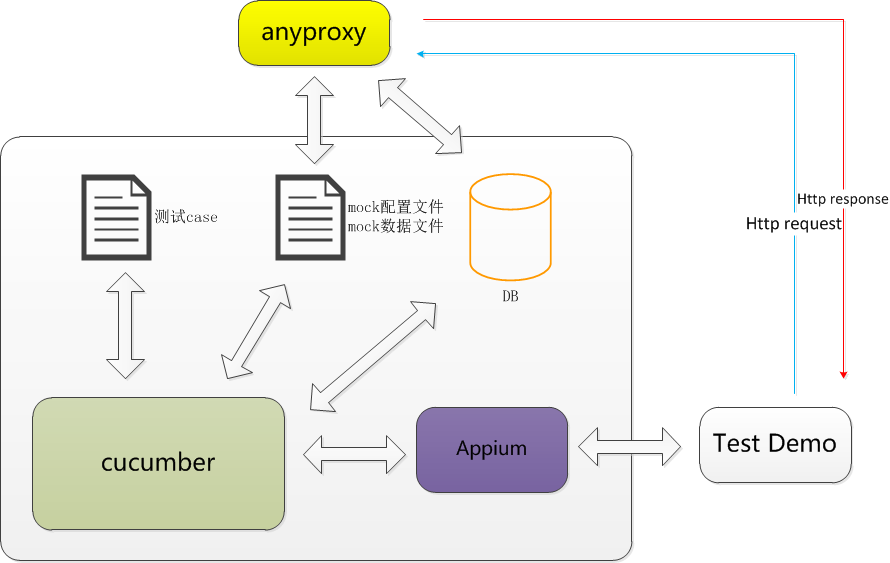 anyproxy
测试case
mock配置文件
mock数据文件
Http response
Http request
DB
cucumber
Appium
Test Demo